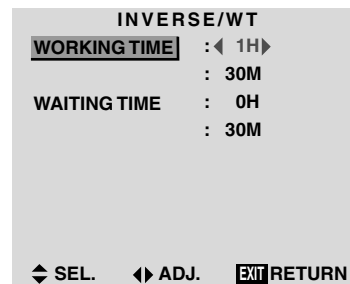 INVERSE/WT
WORKING TIME : ◀ 1H▶
: 30M
WAITING TIME : 0H
: 30M
▲▼ SEL. ◀▶ ADJ. EXIT RETURN